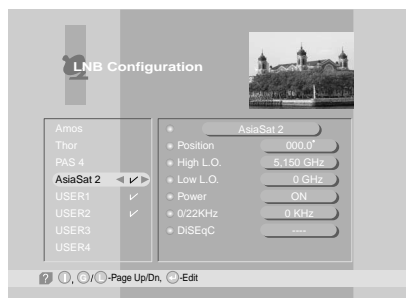 LNB Configuration
Amos
Thor
PAS 4
AsiaSat 2
USER1
USER2
USER3
USER4
AsiaSat 2
Position 000.0°
High L.O. 5,150 GHz
Low L.O. 0 GHz
Power ON
0/22KHz 0 KHz
DiSEqC ----
-Page Up/Dn, -Edit